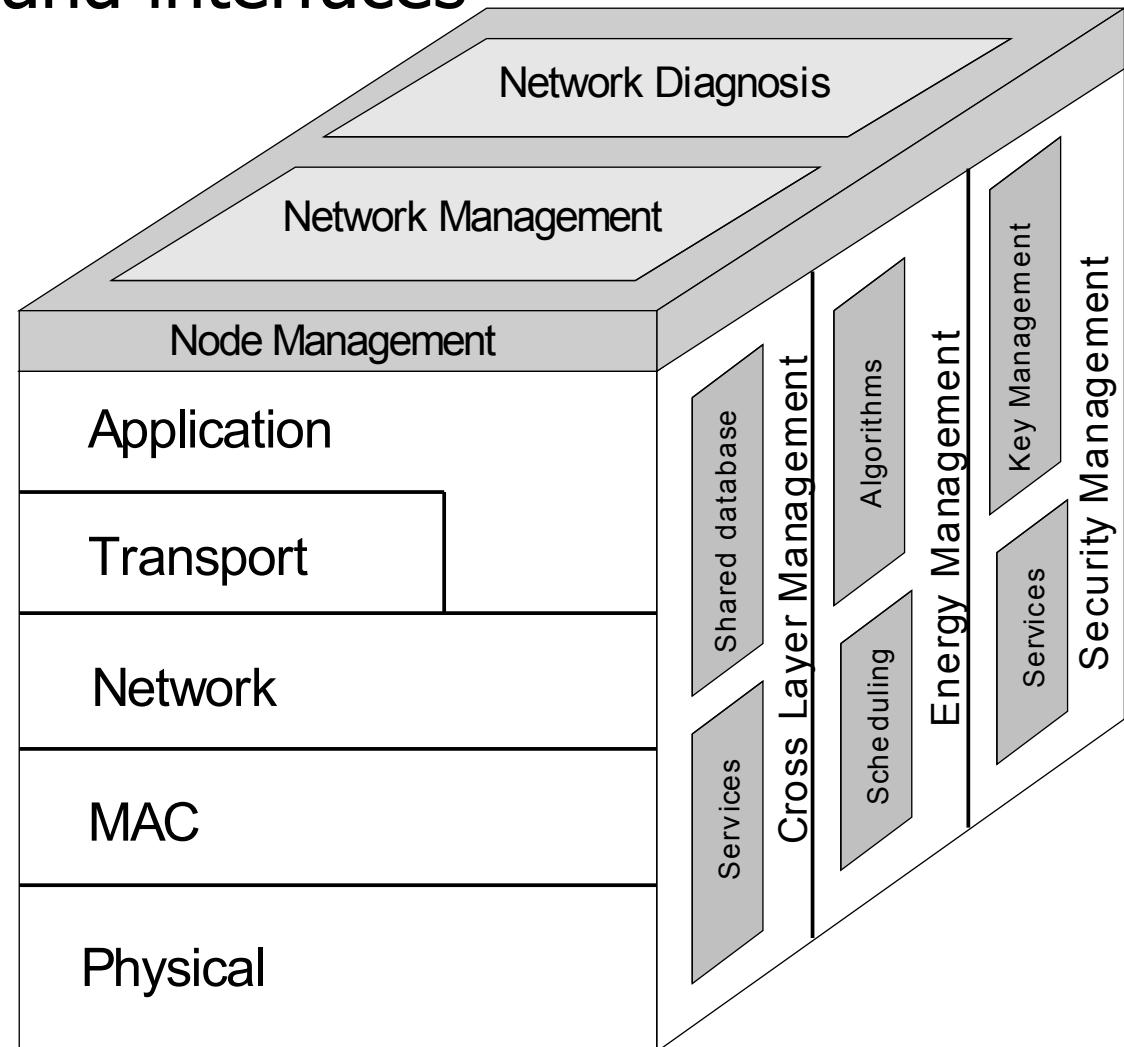 and interfaces
Network Diagnosis
Network Management
Node Management
Application
Transport
Network
MAC
Physical
Shared database
Services
Cross Layer Management
Algorithms
Scheduling
Energy Management
Key Management
Services
Security Management